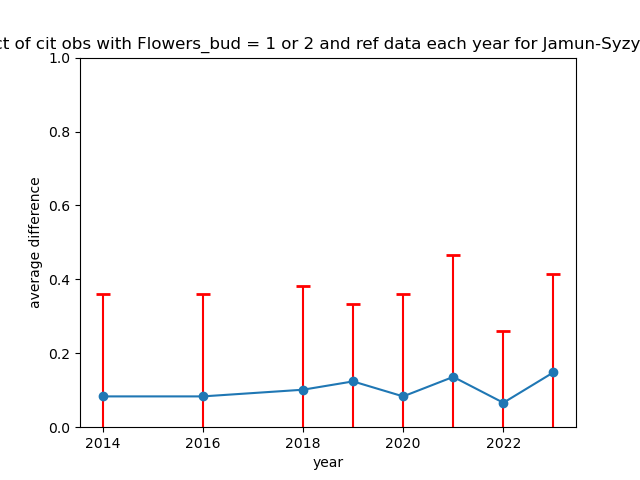 ct of cit obs with Flowers_bud = 1 or 2 and ref data each year for Jamun-Syzy
1.0
0.8
0.6
0.4
0.2
0.0
average difference
2014 2016 2018 2020 2022
year